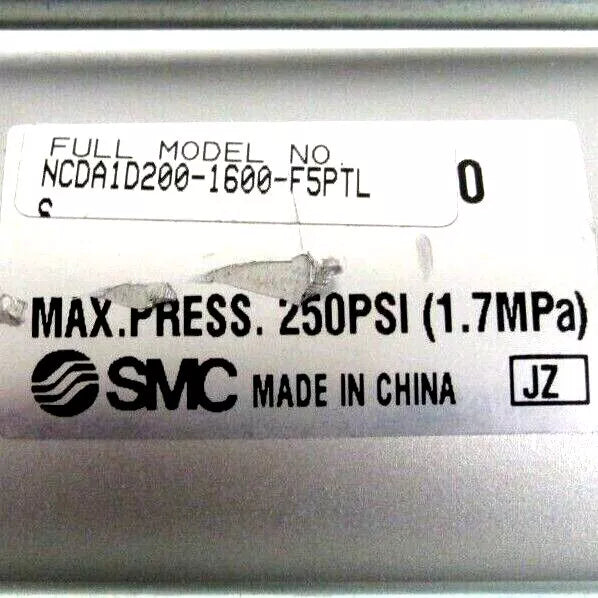 FULL MODEL NO.
NCDA1D200-1600-F5PTL 0
S
MAX.PRESS. 250PSI (1.7MPa)
SMC MADE IN CHINA JZ